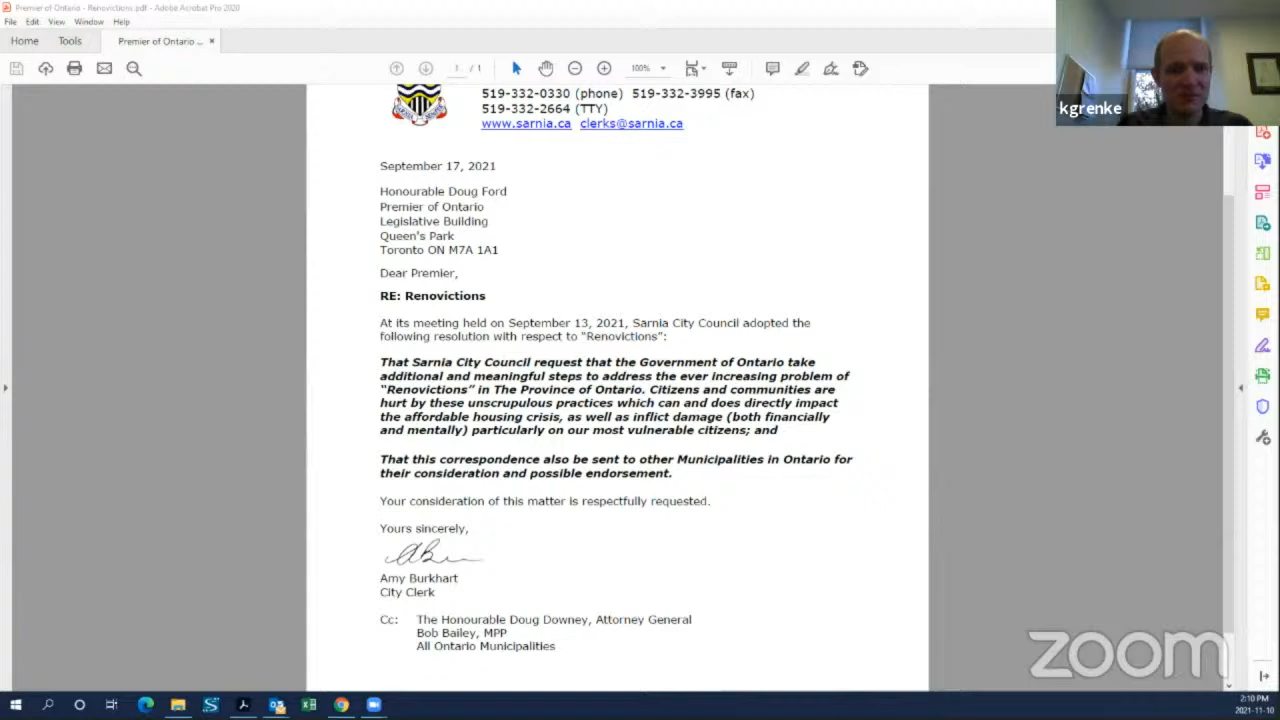 Premier of Ontario - Renovictions.pdf - Adobe Acrobat Pro 2020
File Edit View Window Help
Home Tools Premier of Ontario ... ×
1 / 1 100%
kgrenke
519-332-0330 (phone) 519-332-3995 (fax)
519-332-2664 (TTY)
www.sarnia.ca clerks@sarnia.ca
September 17, 2021
Honourable Doug Ford
Premier of Ontario
Legislative Building
Queen's Park
Toronto ON M7A 1A1
Dear Premier,
RE: Renovictions
At its meeting held on September 13, 2021, Sarnia City Council adopted the
following resolution with respect to "Renovictions":
That Sarnia City Council request that the Government of Ontario take
additional and meaningful steps to address the ever increasing problem of
"Renovictions" in The Province of Ontario. Citizens and communities are
hurt by these unscrupulous practices which can and does directly impact
the affordable housing crisis, as well as inflict damage (both financially
and mentally) particularly on our most vulnerable citizens; and
That this correspondence also be sent to other Municipalities in Ontario for
their consideration and possible endorsement.
Your consideration of this matter is respectfully requested.
Yours sincerely,
Amy Burkhart
City Clerk
Cc: The Honourable Doug Downey, Attorney General
Bob Bailey, MPP
All Ontario Municipalities
zoom
2:10 PM
2021-11-10